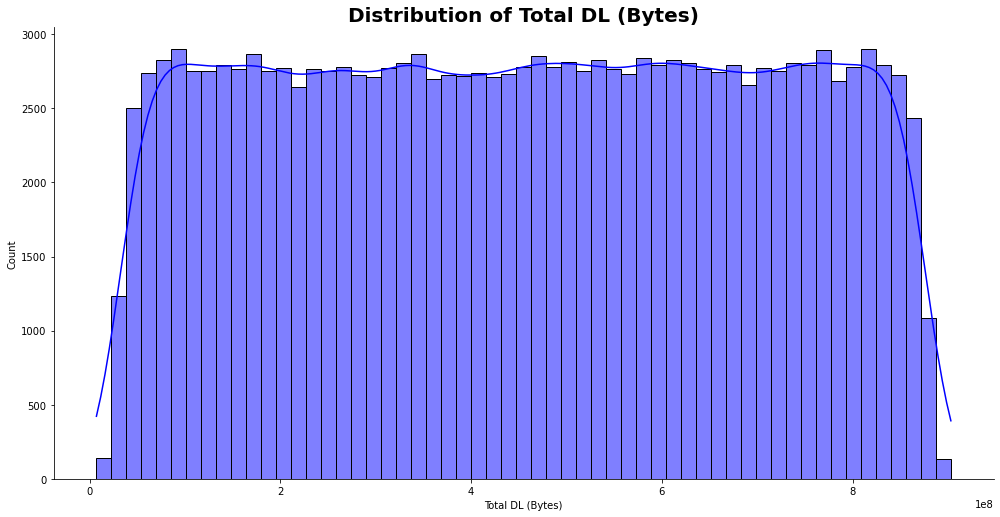 Distribution of Total DL (Bytes)
3000
2500
2000
1500
1000
500
0
Count
0 2 4 6 8
1e8
Total DL (Bytes)